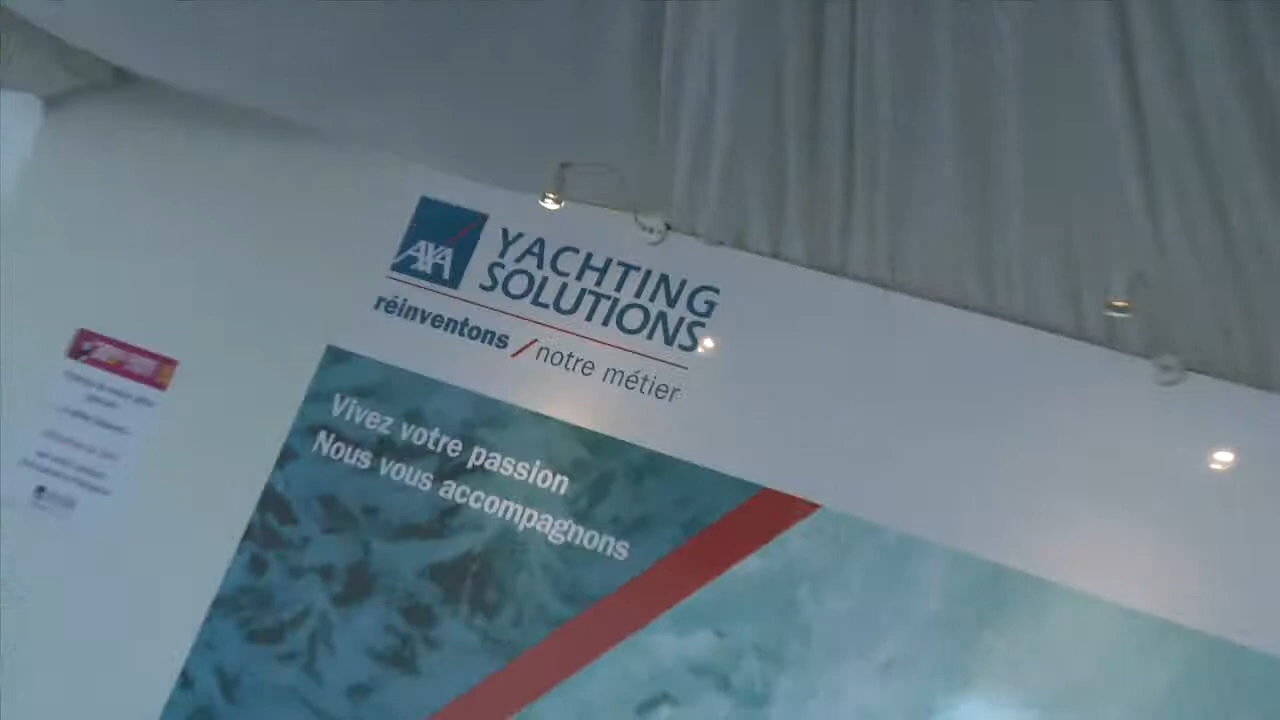 AXA
YACHTING
SOLUTIONS
réinventons / notre métier
Vivez votre passion
Nous vous accompagnons